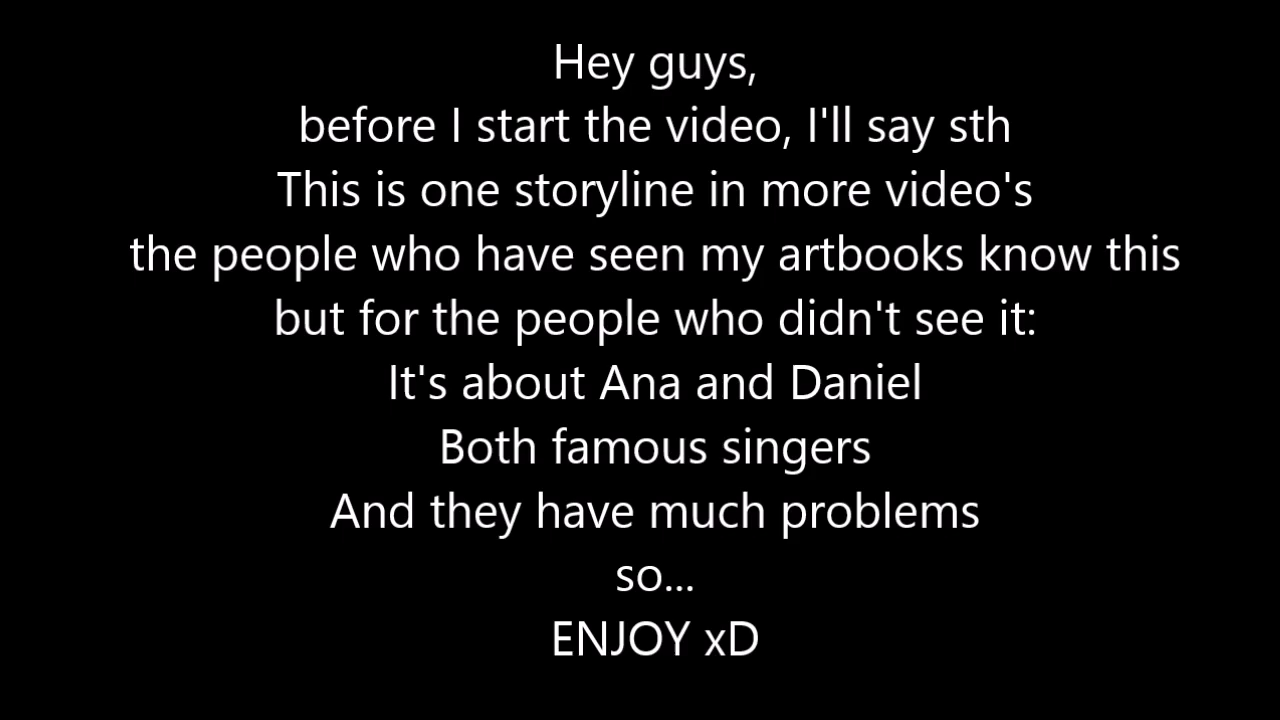 Hey guys,
before I start the video, I'll say sth
This is one storyline in more video's
the people who have seen my artbooks know this
but for the people who didn't see it:
It's about Ana and Daniel
Both famous singers
And they have much problems
so...
ENJOY xD